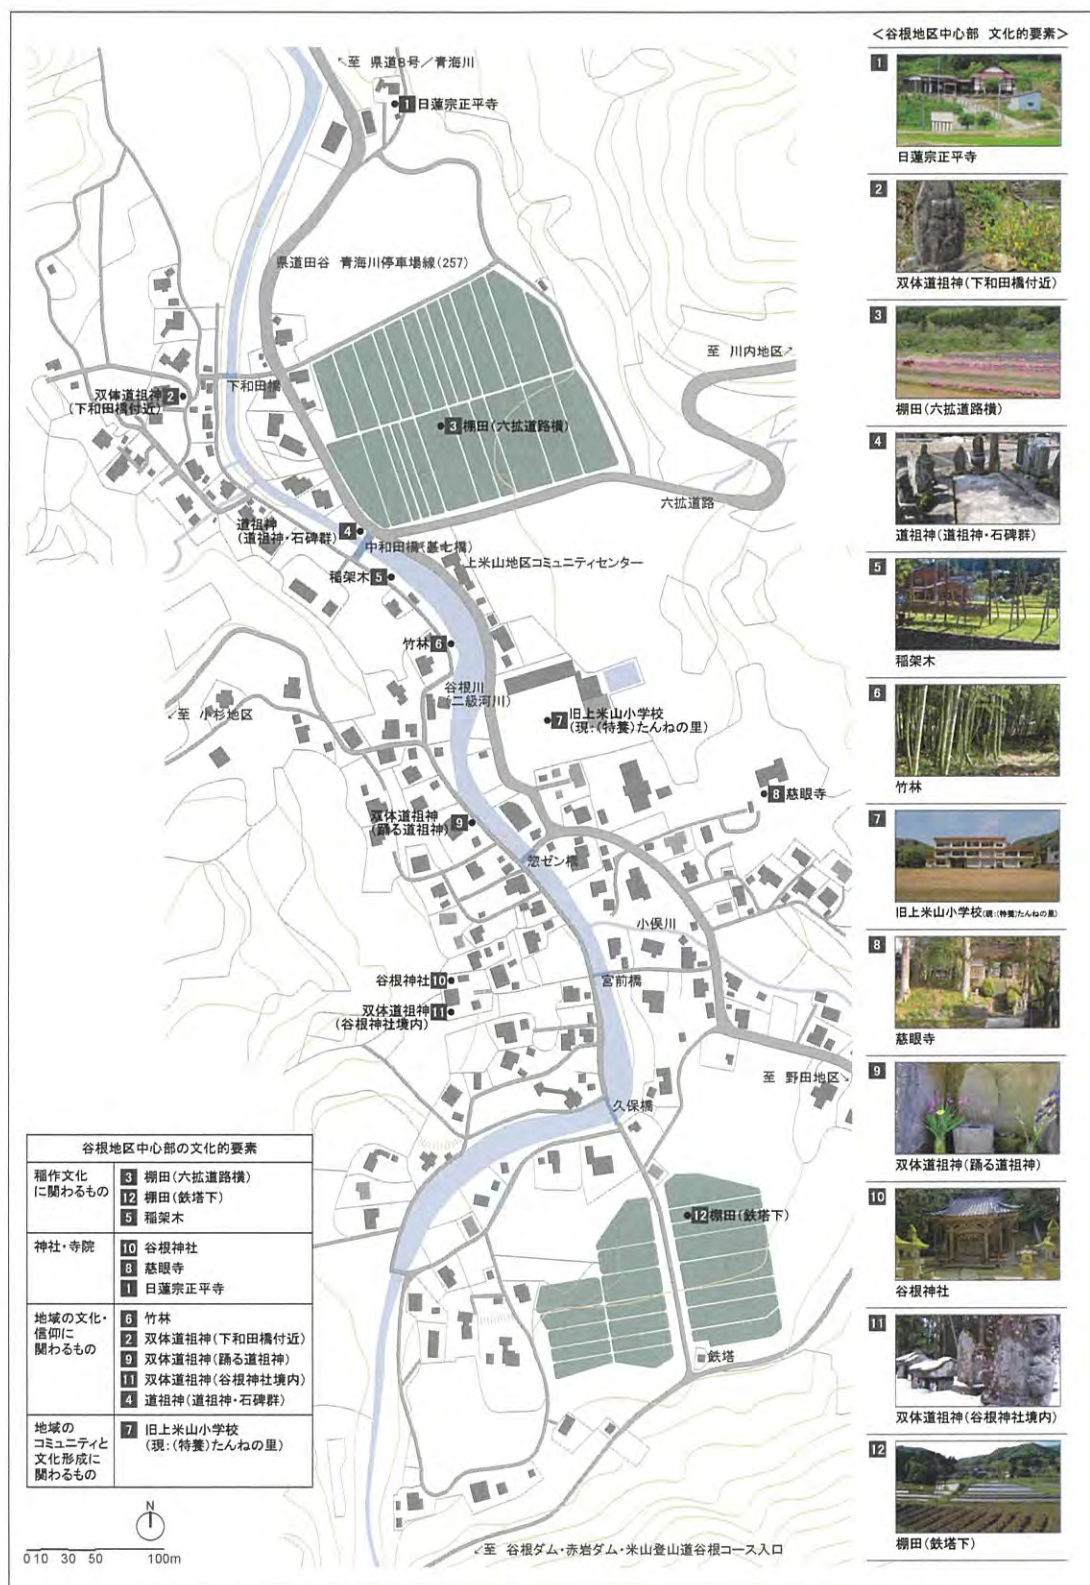 ↖至 県道8号／青海川
1 日蓮宗正平寺
県道田谷 青海川停車場線(257)
至 川内地区↗
下和田橋
双体道祖神 2
(下和田橋付近)
3 棚田(六拡道路横)
六拡道路
道祖神 4
(道祖神・石碑群)
中和田橋(甚七橋)
上米山地区コミュニティセンター
稲架木 5
竹林 6
谷根川
(二級河川)
↙至 小杉地区
7 旧上米山小学校
(現:(特養)たんねの里)
8 慈眼寺
双体道祖神 9
(踊る道祖神)
惣ゼン橋
小俣川
谷根神社 10
宮前橋
双体道祖神 11
(谷根神社境内)
至 野田地区↘
久保橋
12 棚田(鉄塔下)
鉄塔
↙至 谷根ダム・赤岩ダム・米山登山道谷根コース入口
谷根地区中心部の文化的要素
稲作文化
に関わるもの
3 棚田(六拡道路横)
12 棚田(鉄塔下)
5 稲架木
神社・寺院
10 谷根神社
8 慈眼寺
1 日蓮宗正平寺
地域の文化・
信仰に
関わるもの
6 竹林
2 双体道祖神(下和田橋付近)
9 双体道祖神(踊る道祖神)
11 双体道祖神(谷根神社境内)
4 道祖神(道祖神・石碑群)
地域の
コミュニティと
文化形成に
関わるもの
7 旧上米山小学校
(現:(特養)たんねの里)
N
0 10 30 50 100m
＜谷根地区中心部 文化的要素＞
1
日蓮宗正平寺
2
双体道祖神(下和田橋付近)
3
棚田(六拡道路横)
4
道祖神(道祖神・石碑群)
5
稲架木
6
竹林
7
旧上米山小学校(現:(特養)たんねの里)
8
慈眼寺
9
双体道祖神(踊る道祖神)
10
谷根神社
11
双体道祖神(谷根神社境内)
12
棚田(鉄塔下)